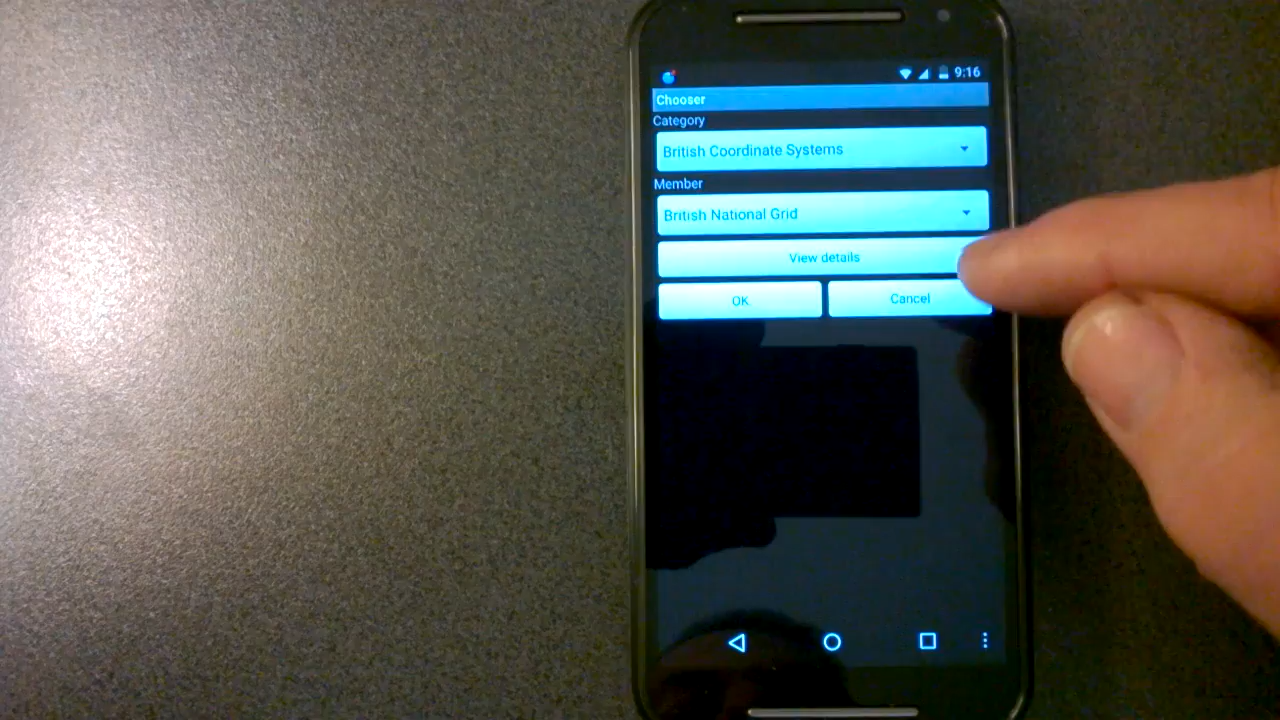 9:16
Chooser
Category
British Coordinate Systems
Member
British National Grid
View details
OK Cancel